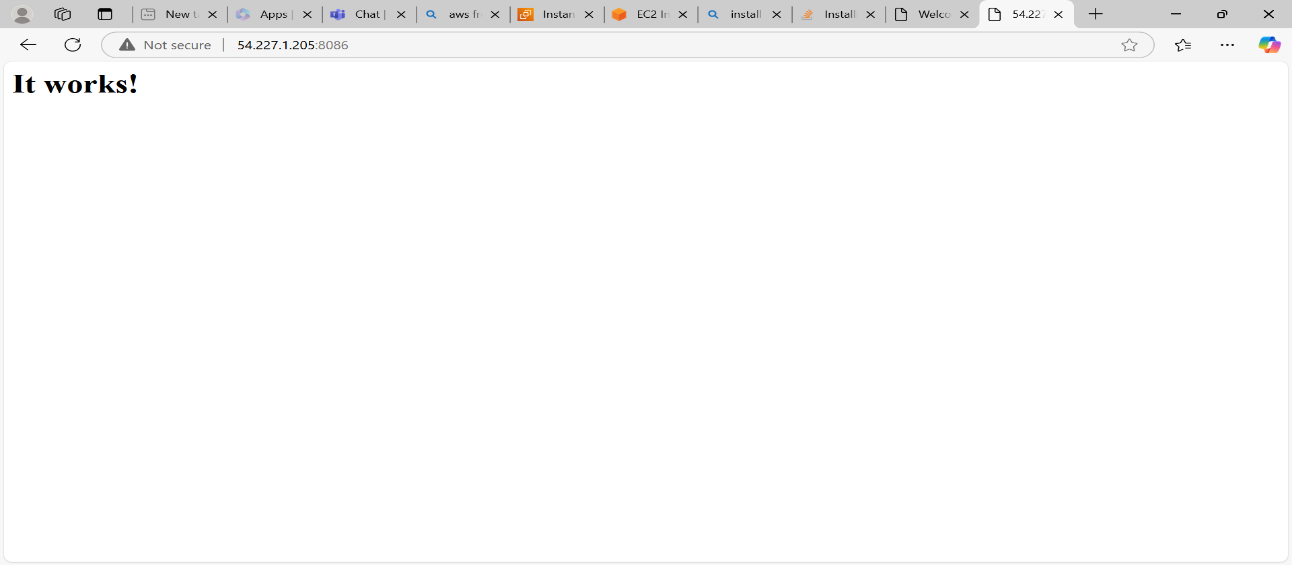 New t
Apps |
Chat |
aws fr
Instan
EC2 In
install
Install
Welco
54.227
Not secure | 54.227.1.205:8086
It works!